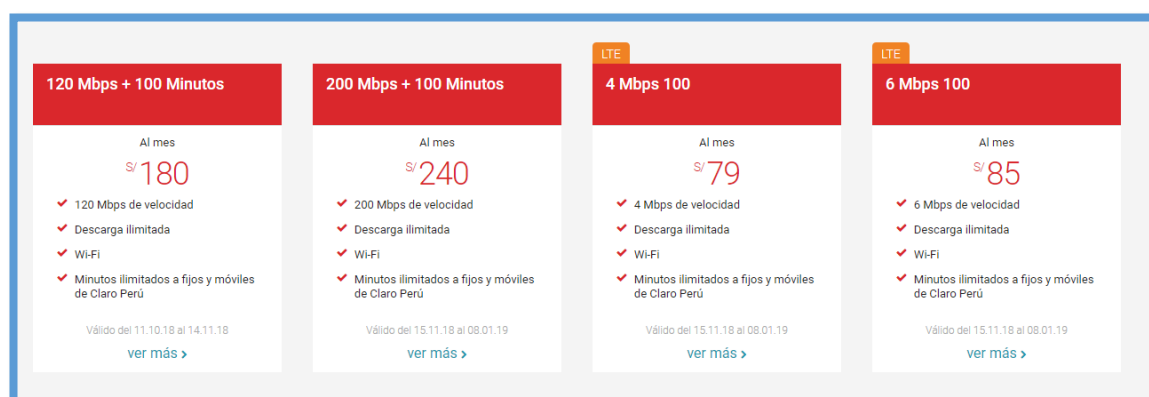 120 Mbps + 100 Minutos
Al mes
S/ 180
120 Mbps de velocidad
Descarga ilimitada
Wi-Fi
Minutos ilimitados a fijos y móviles
de Claro Perú
Válido del 11.10.18 al 14.11.18
ver más >
200 Mbps + 100 Minutos
Al mes
S/ 240
200 Mbps de velocidad
Descarga ilimitada
Wi-Fi
Minutos ilimitados a fijos y móviles
de Claro Perú
Válido del 15.11.18 al 08.01.19
ver más >
LTE
4 Mbps 100
Al mes
S/ 79
4 Mbps de velocidad
Descarga ilimitada
Wi-Fi
Minutos ilimitados a fijos y móviles
de Claro Perú
Válido del 15.11.18 al 08.01.19
ver más >
LTE
6 Mbps 100
Al mes
S/ 85
6 Mbps de velocidad
Descarga ilimitada
Wi-Fi
Minutos ilimitados a fijos y móviles
de Claro Perú
Válido del 15.11.18 al 08.01.19
ver más >